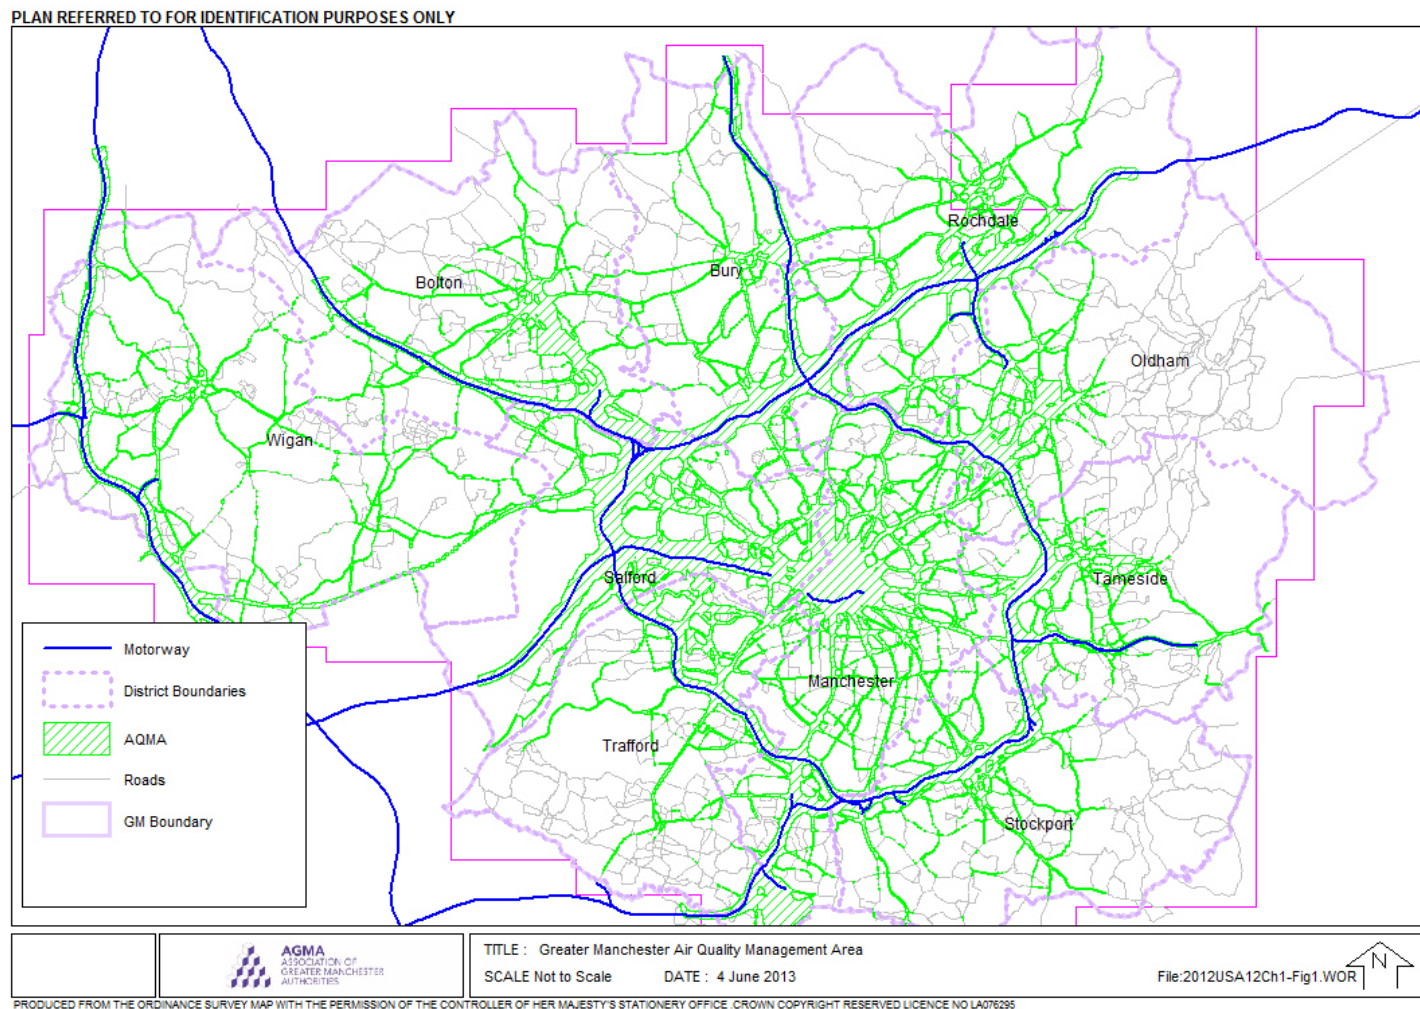 PLAN REFERRED TO FOR IDENTIFICATION PURPOSES ONLY
Rochdale
Bury
Bolton
Oldham
Wigan
Salford
Tameside
Manchester
Trafford
Stockport
Motorway
District Boundaries
AQMA
Roads
GM Boundary
AGMA
ASSOCIATION OF
GREATER MANCHESTER
AUTHORITIES
TITLE : Greater Manchester Air Quality Management Area
SCALE Not to Scale DATE : 4 June 2013
File:2012USA12Ch1-Fig1.WOR
N
PRODUCED FROM THE ORDINANCE SURVEY MAP WITH THE PERMISSION OF THE CONTROLLER OF HER MAJESTY'S STATIONERY OFFICE .CROWN COPYRIGHT RESERVED LICENCE NO LA076295